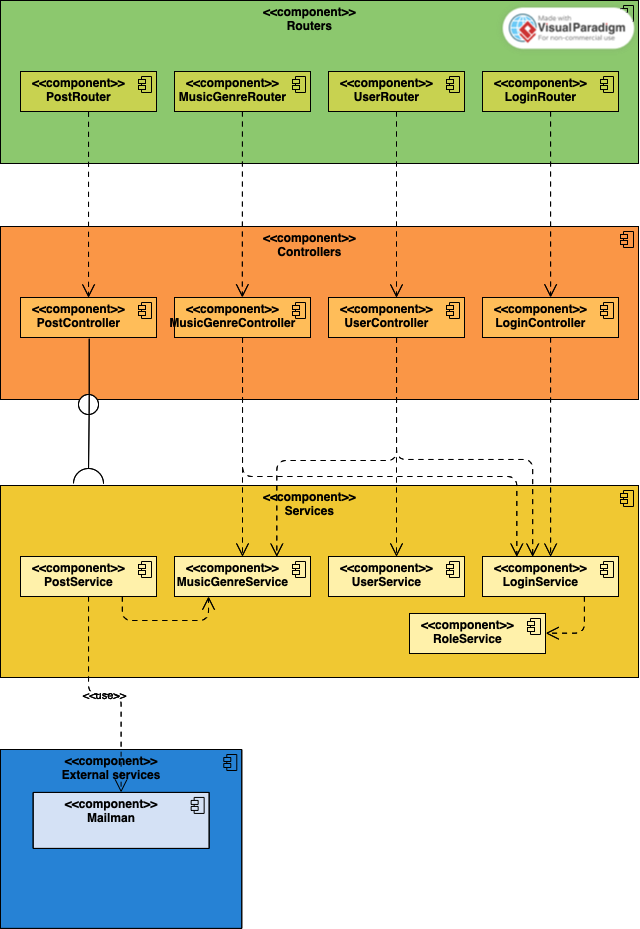 <<component>>
Routers
Made with
VisualParadigm
For non-commercial use
<<component>>
PostRouter
<<component>>
MusicGenreRouter
<<component>>
UserRouter
<<component>>
LoginRouter
<<component>>
Controllers
<<component>>
PostController
<<component>>
MusicGenreController
<<component>>
UserController
<<component>>
LoginController
<<component>>
Services
<<component>>
PostService
<<component>>
MusicGenreService
<<component>>
UserService
<<component>>
LoginService
<<component>>
RoleService
<<use>>
<<component>>
External services
<<component>>
Mailman